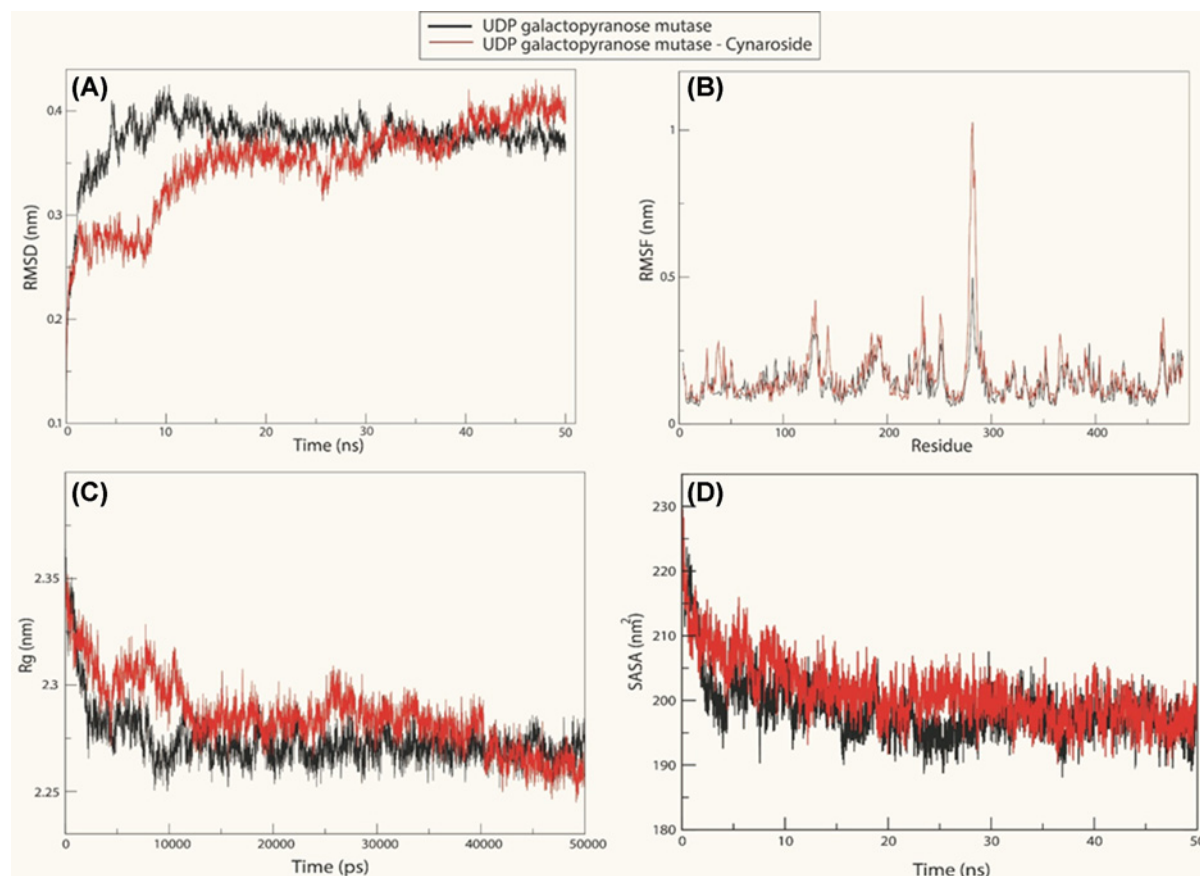 UDP galactopyranose mutase
UDP galactopyranose mutase - Cynaroside
(A)
0.4
0.3
0.2
0.1
RMSD (nm)
0 10 20 30 40 50
Time (ns)
(B)
1
0.5
0
RMSF (nm)
0 100 200 300 400
Residue
(C)
2.35
2.3
2.25
Rg (nm)
0 10000 20000 30000 40000 50000
Time (ps)
(D)
230
220
210
200
190
180
SASA (nm²)
0 10 20 30 40 50
Time (ns)